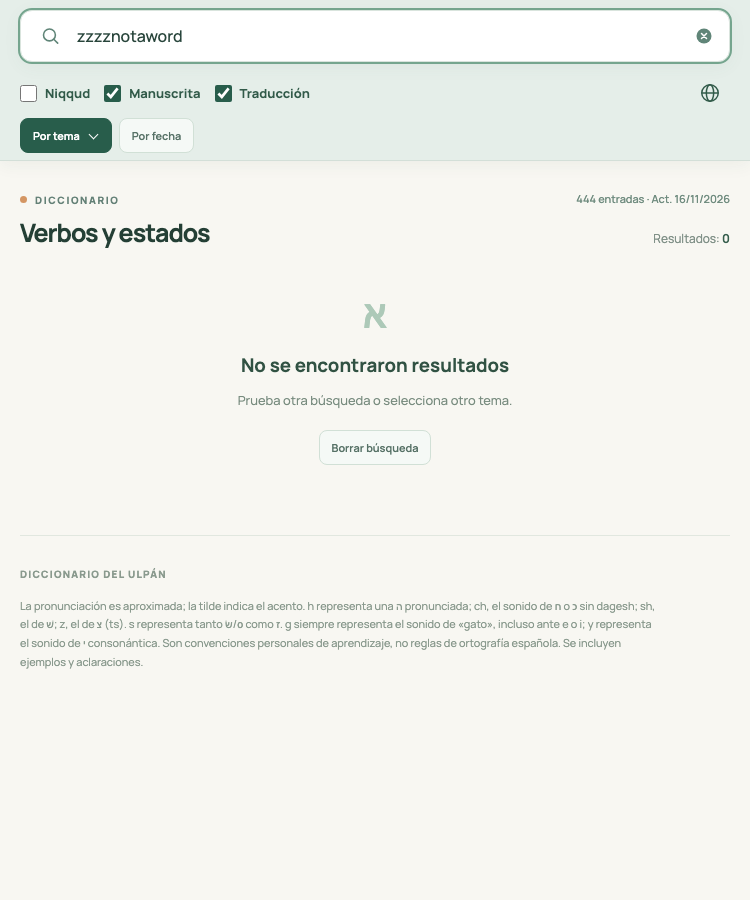 zzzznotaword
Niqqud Manuscrita Traducción
Por tema Por fecha
DICCIONARIO
444 entradas · Act. 16/11/2026
Verbos y estados
Resultados: 0
א
No se encontraron resultados
Prueba otra búsqueda o selecciona otro tema.
Borrar búsqueda
DICCIONARIO DEL ULPÁN
La pronunciación es aproximada; la tilde indica el acento. h representa una ה pronunciada; ch, el sonido de ח o כ sin dagesh; sh,
el de שׁ; z, el de צ (ts). s representa tanto שׂ/ס como ז. g siempre representa el sonido de «gato», incluso ante e o i; y representa
el sonido de י consonántica. Son convenciones personales de aprendizaje, no reglas de ortografía española. Se incluyen
ejemplos y aclaraciones.